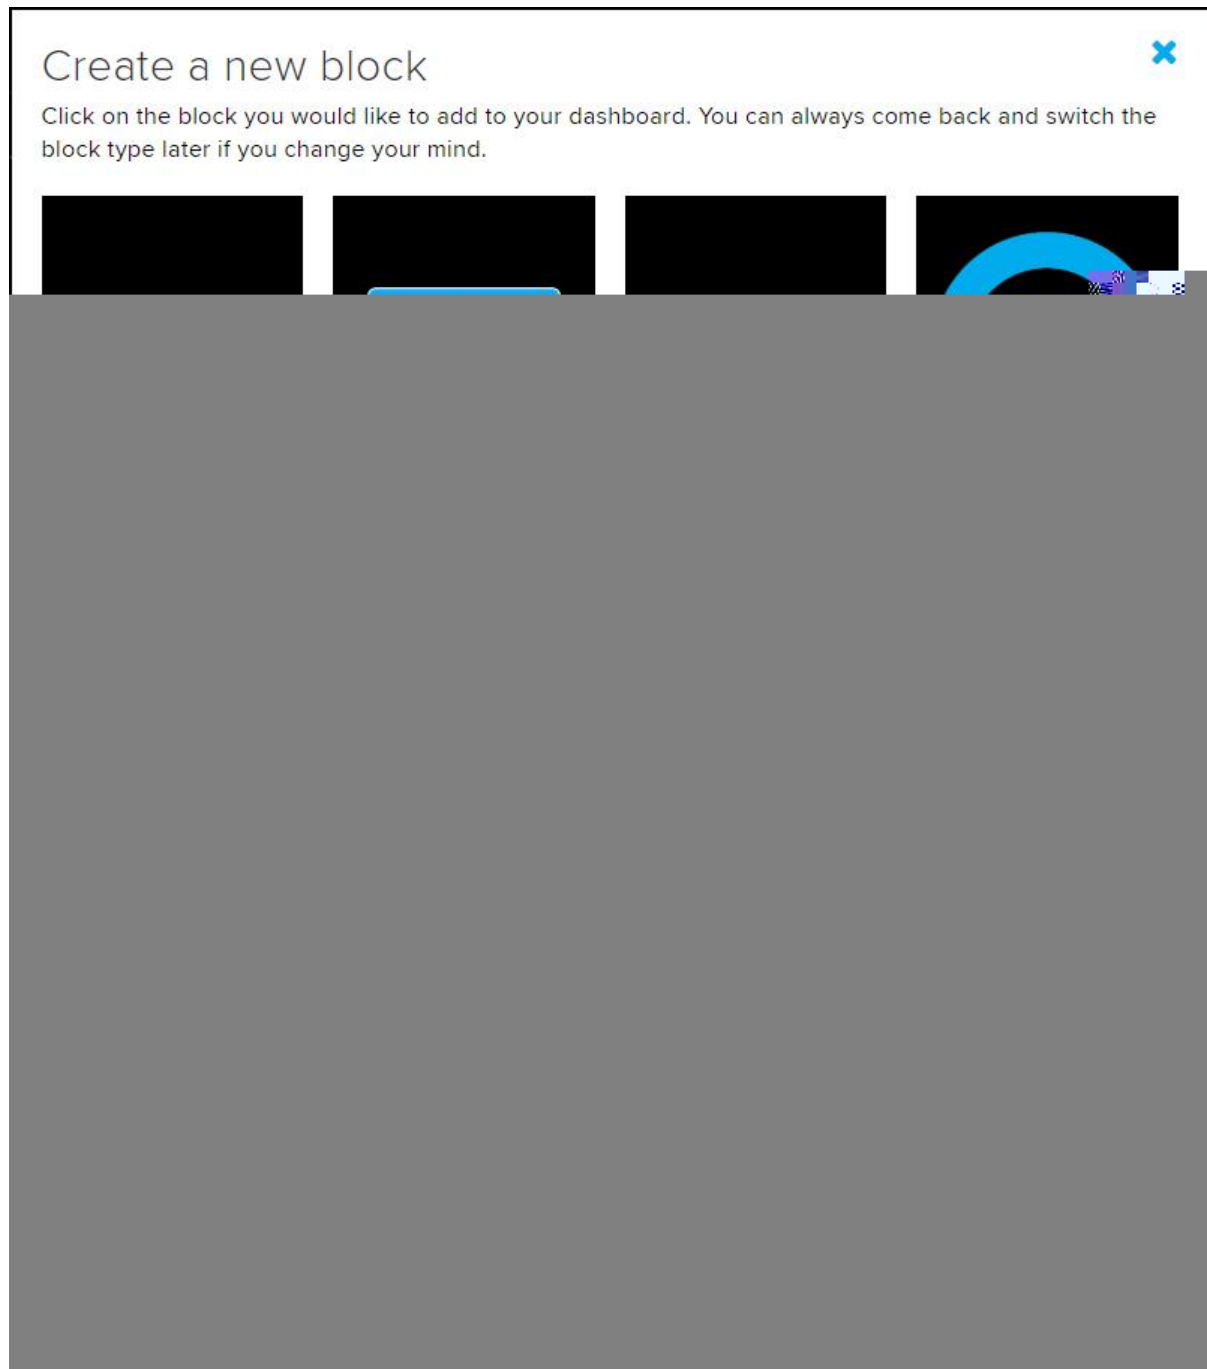 Create a new block
Click on the block you would like to add to your dashboard. You can always come back and switch the
block type later if you change your mind.